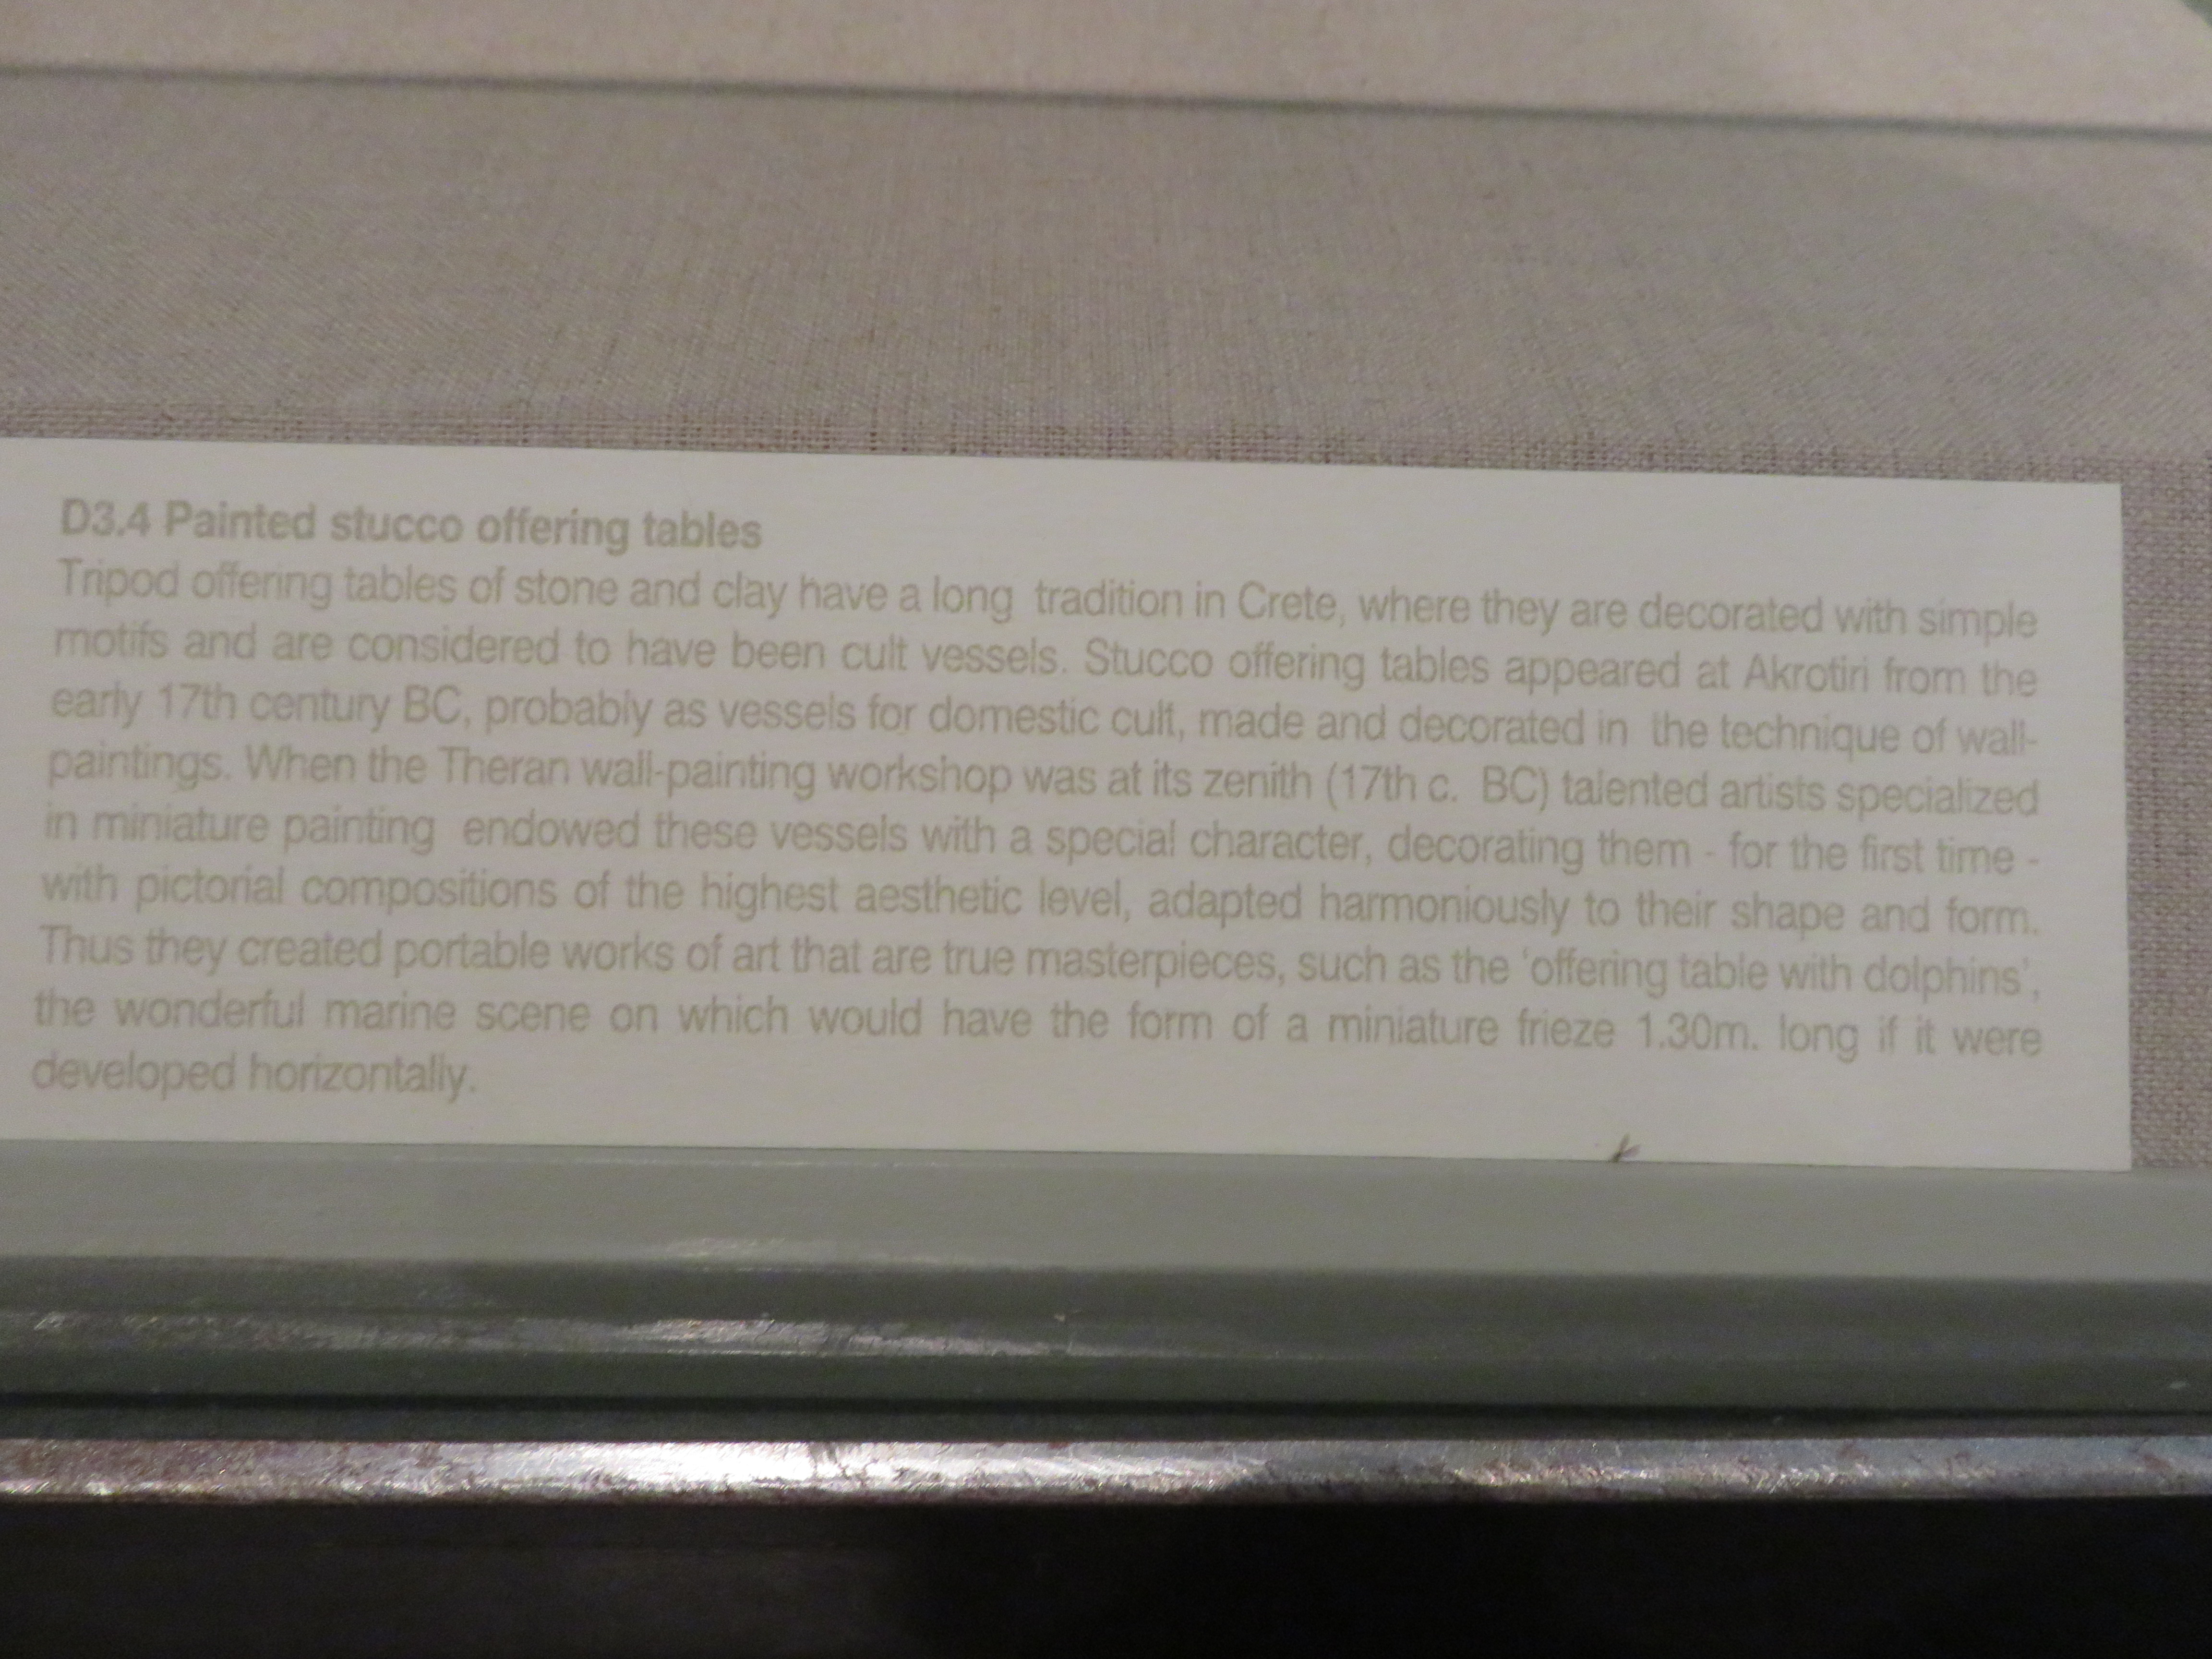 D3.4 Painted stucco offering tables
Tripod offering tables of stone and clay have a long tradition in Crete, where they are decorated with simple
motifs and are considered to have been cult vessels. Stucco offering tables appeared at Akrotiri from the
early 17th century BC, probably as vessels for domestic cult, made and decorated in the technique of wall-
paintings. When the Theran wall-painting workshop was at its zenith (17th c. BC) talented artists specialized
in miniature painting endowed these vessels with a special character, decorating them - for the first time -
with pictorial compositions of the highest aesthetic level, adapted harmoniously to their shape and form.
Thus they created portable works of art that are true masterpieces, such as the 'offering table with dolphins',
the wonderful marine scene on which would have the form of a miniature frieze 1.30m. long if it were
developed horizontally.